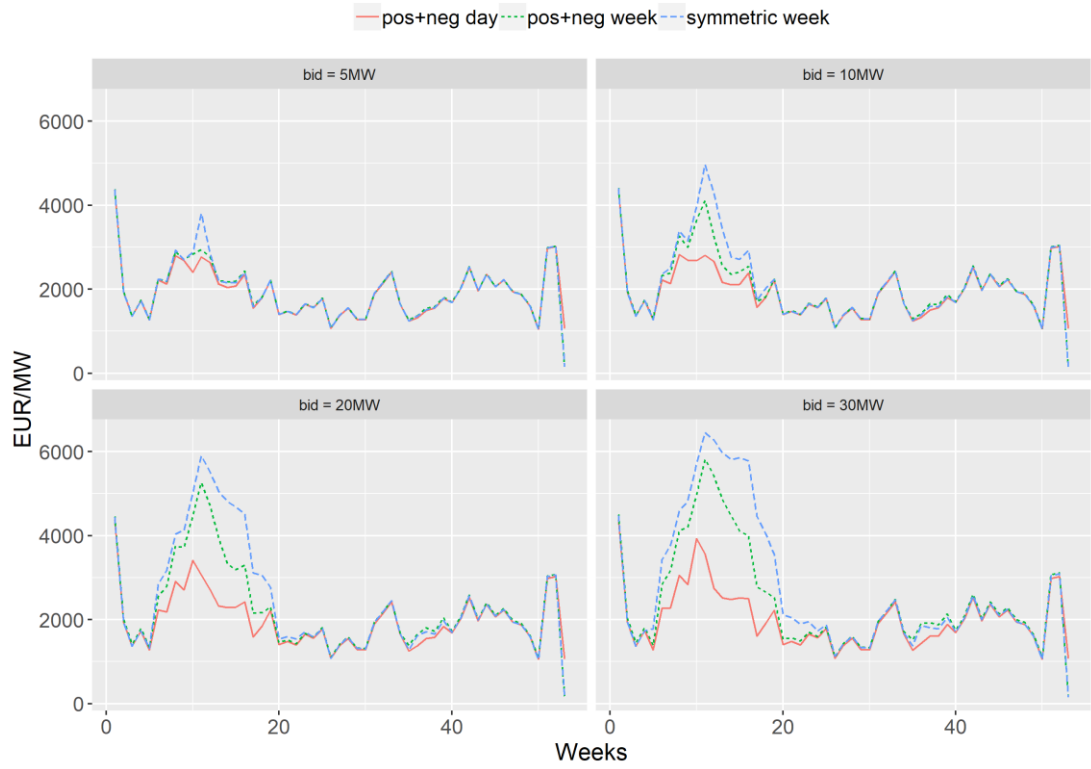 pos+neg day pos+neg week symmetric week
bid = 5MW bid = 10MW
6000
4000
2000
0
bid = 20MW bid = 30MW
6000
4000
2000
0
EUR/MW
0 20 40 0 20 40
Weeks